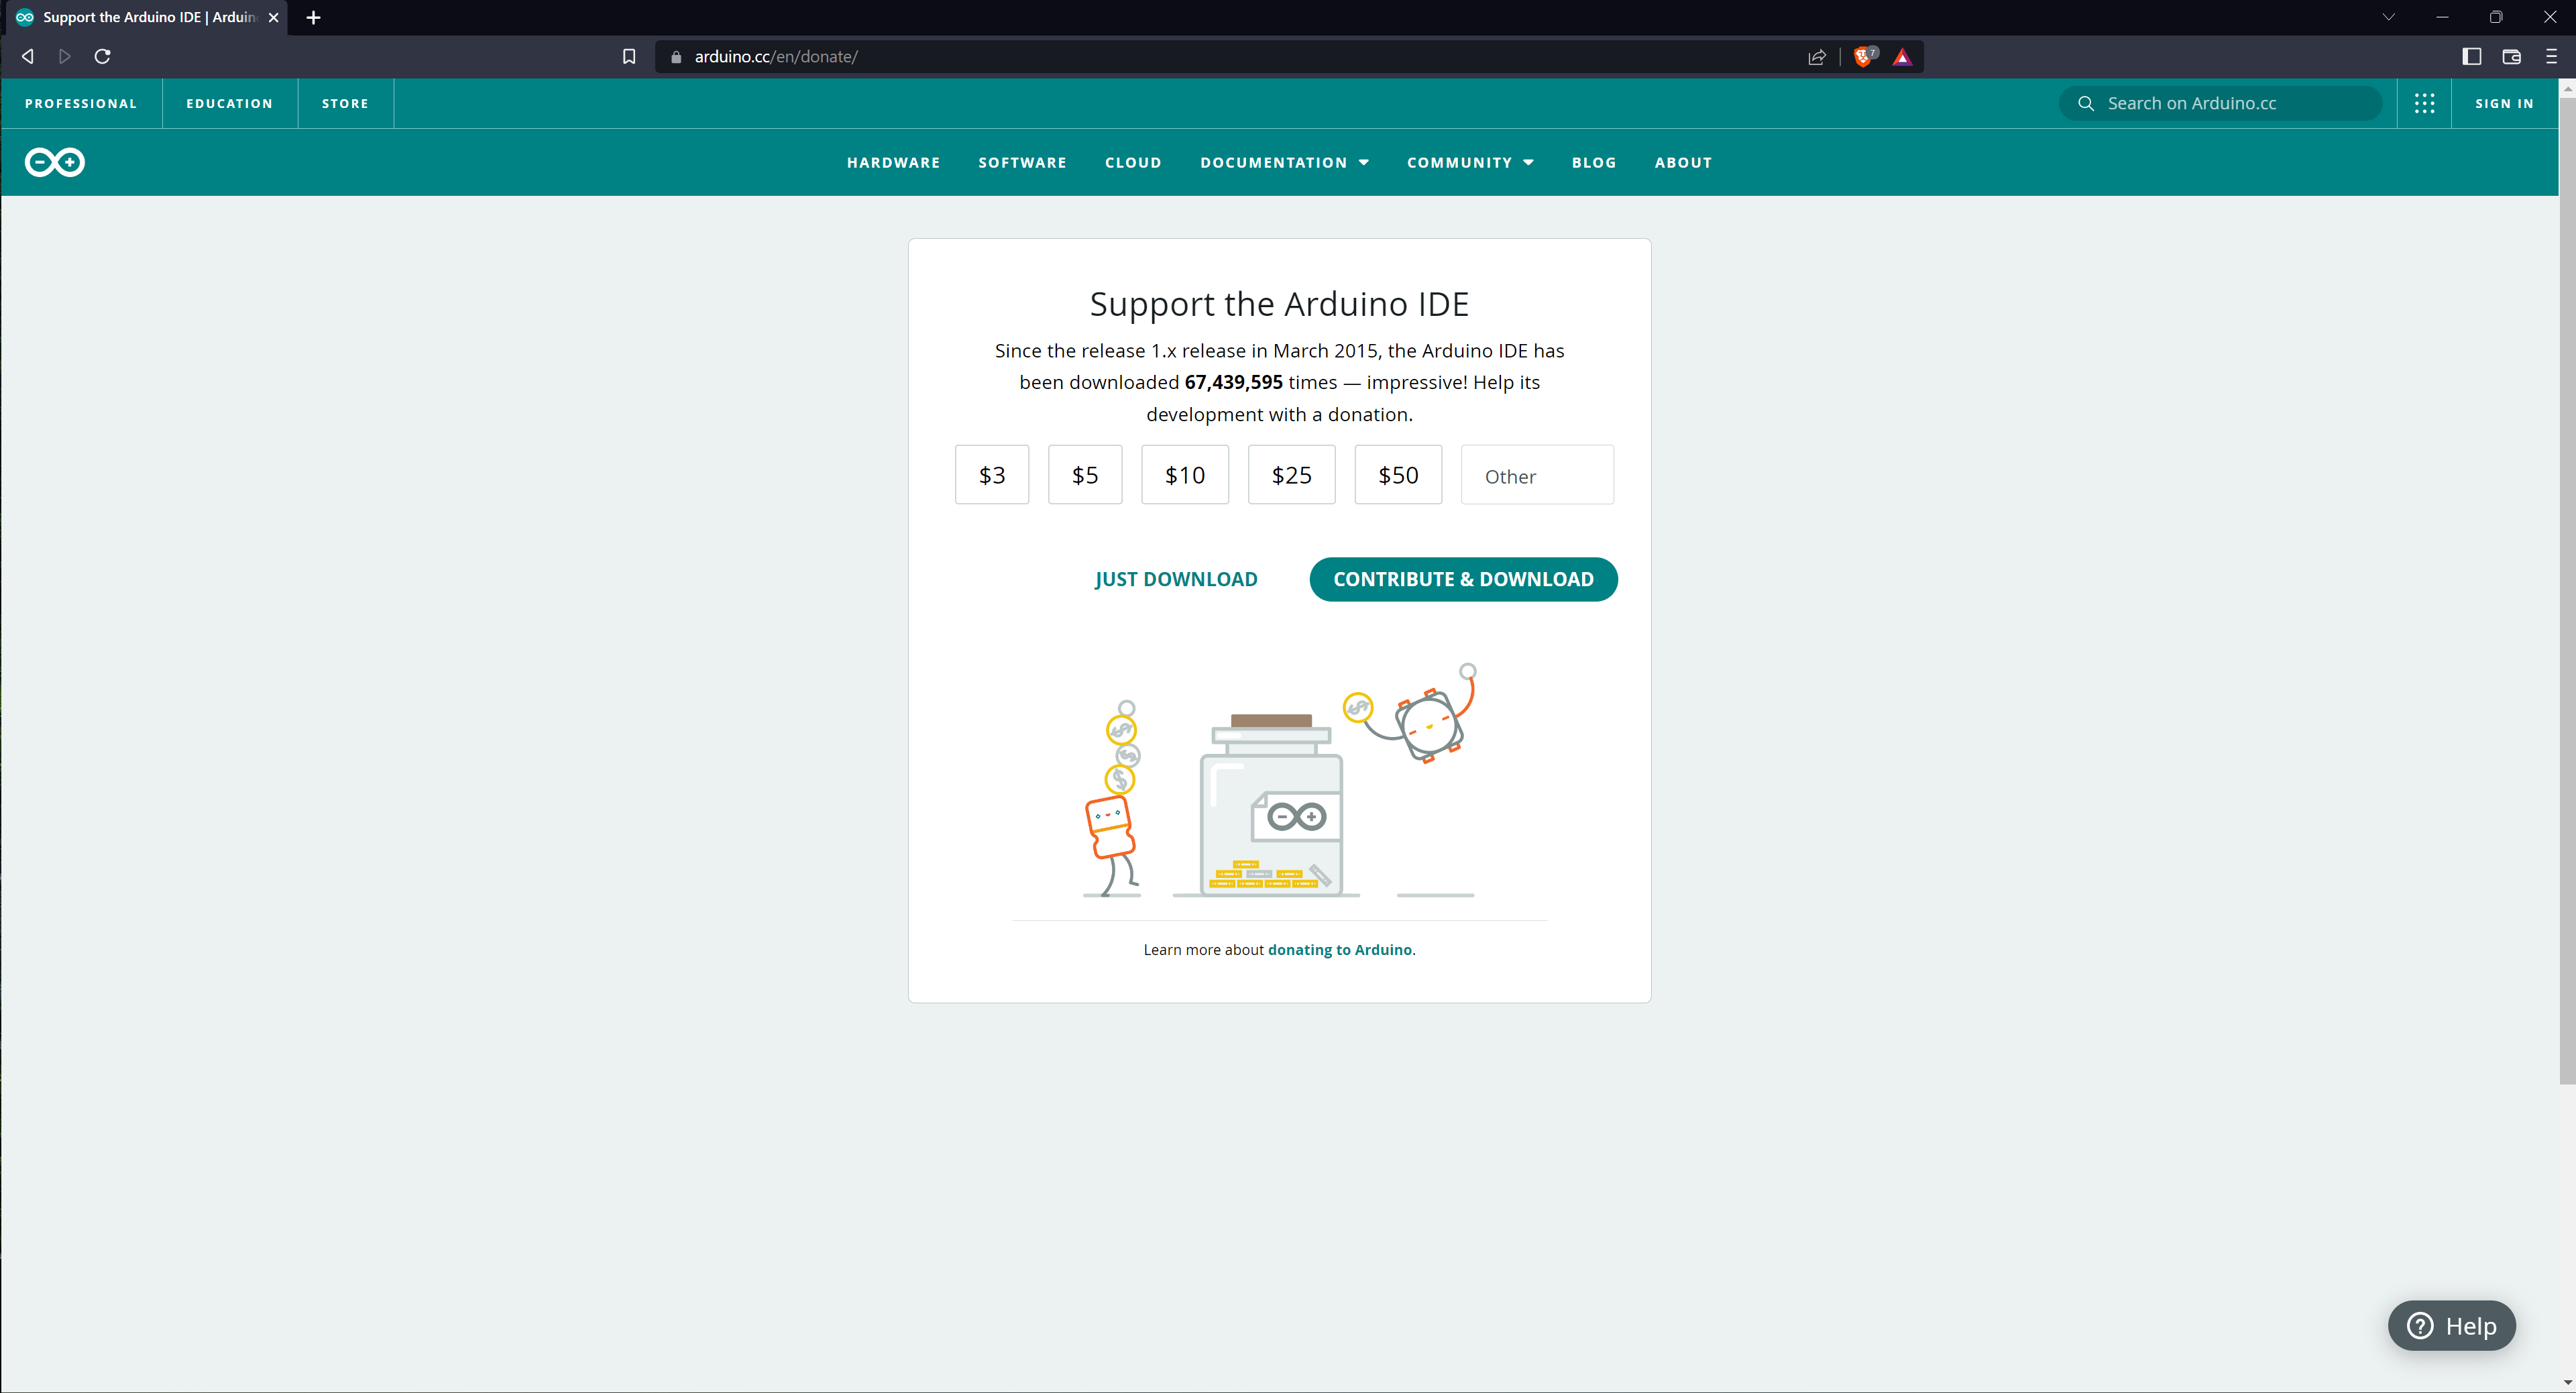 Support the Arduino IDE | Arduin
arduino.cc/en/donate/
7
PROFESSIONAL
EDUCATION
STORE
Search on Arduino.cc
SIGN IN
HARDWARE
SOFTWARE
CLOUD
DOCUMENTATION
COMMUNITY
BLOG
ABOUT
Support the Arduino IDE
Since the release 1.x release in March 2015, the Arduino IDE has
been downloaded 67,439,595 times — impressive! Help its
development with a donation.
$3
$5
$10
$25
$50
Other
JUST DOWNLOAD
CONTRIBUTE & DOWNLOAD
Learn more about donating to Arduino.
Help